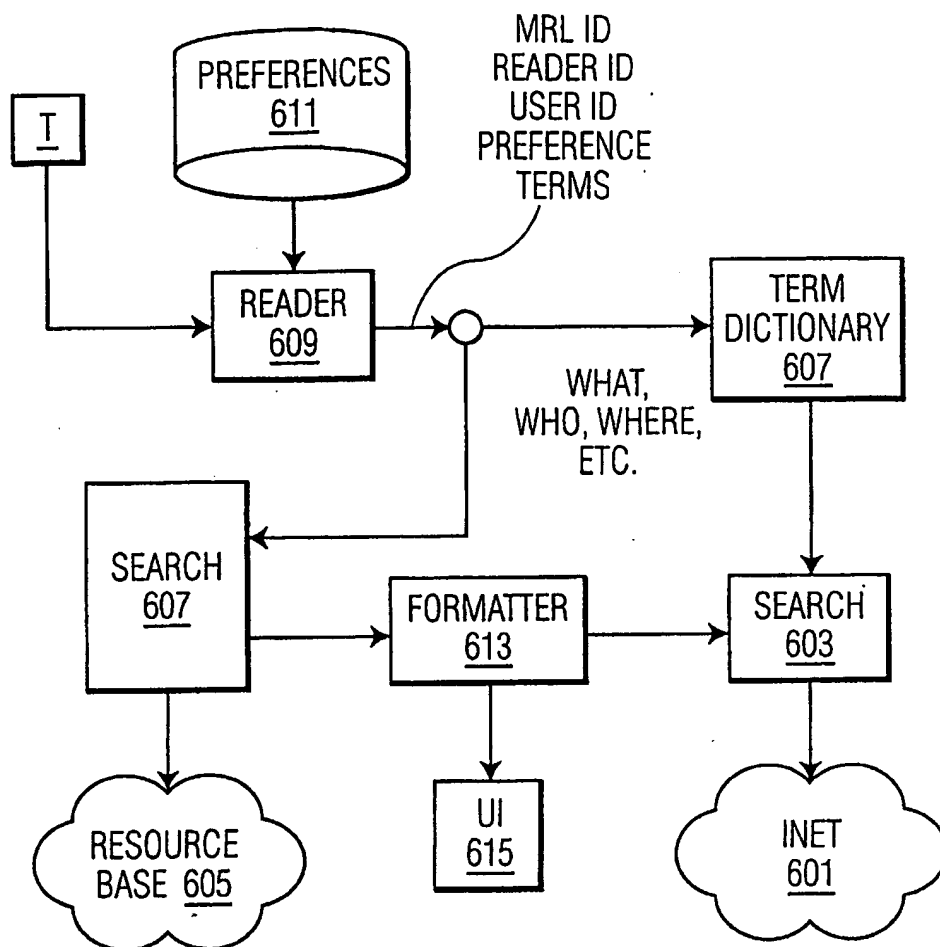 MRL ID
READER ID
USER ID
PREFERENCE
TERMS
PREFERENCES
611
T
READER
609
TERM
DICTIONARY
607
WHAT,
WHO, WHERE,
ETC.
SEARCH
607
FORMATTER
613
SEARCH
603
RESOURCE
BASE 605
UI
615
INET
601